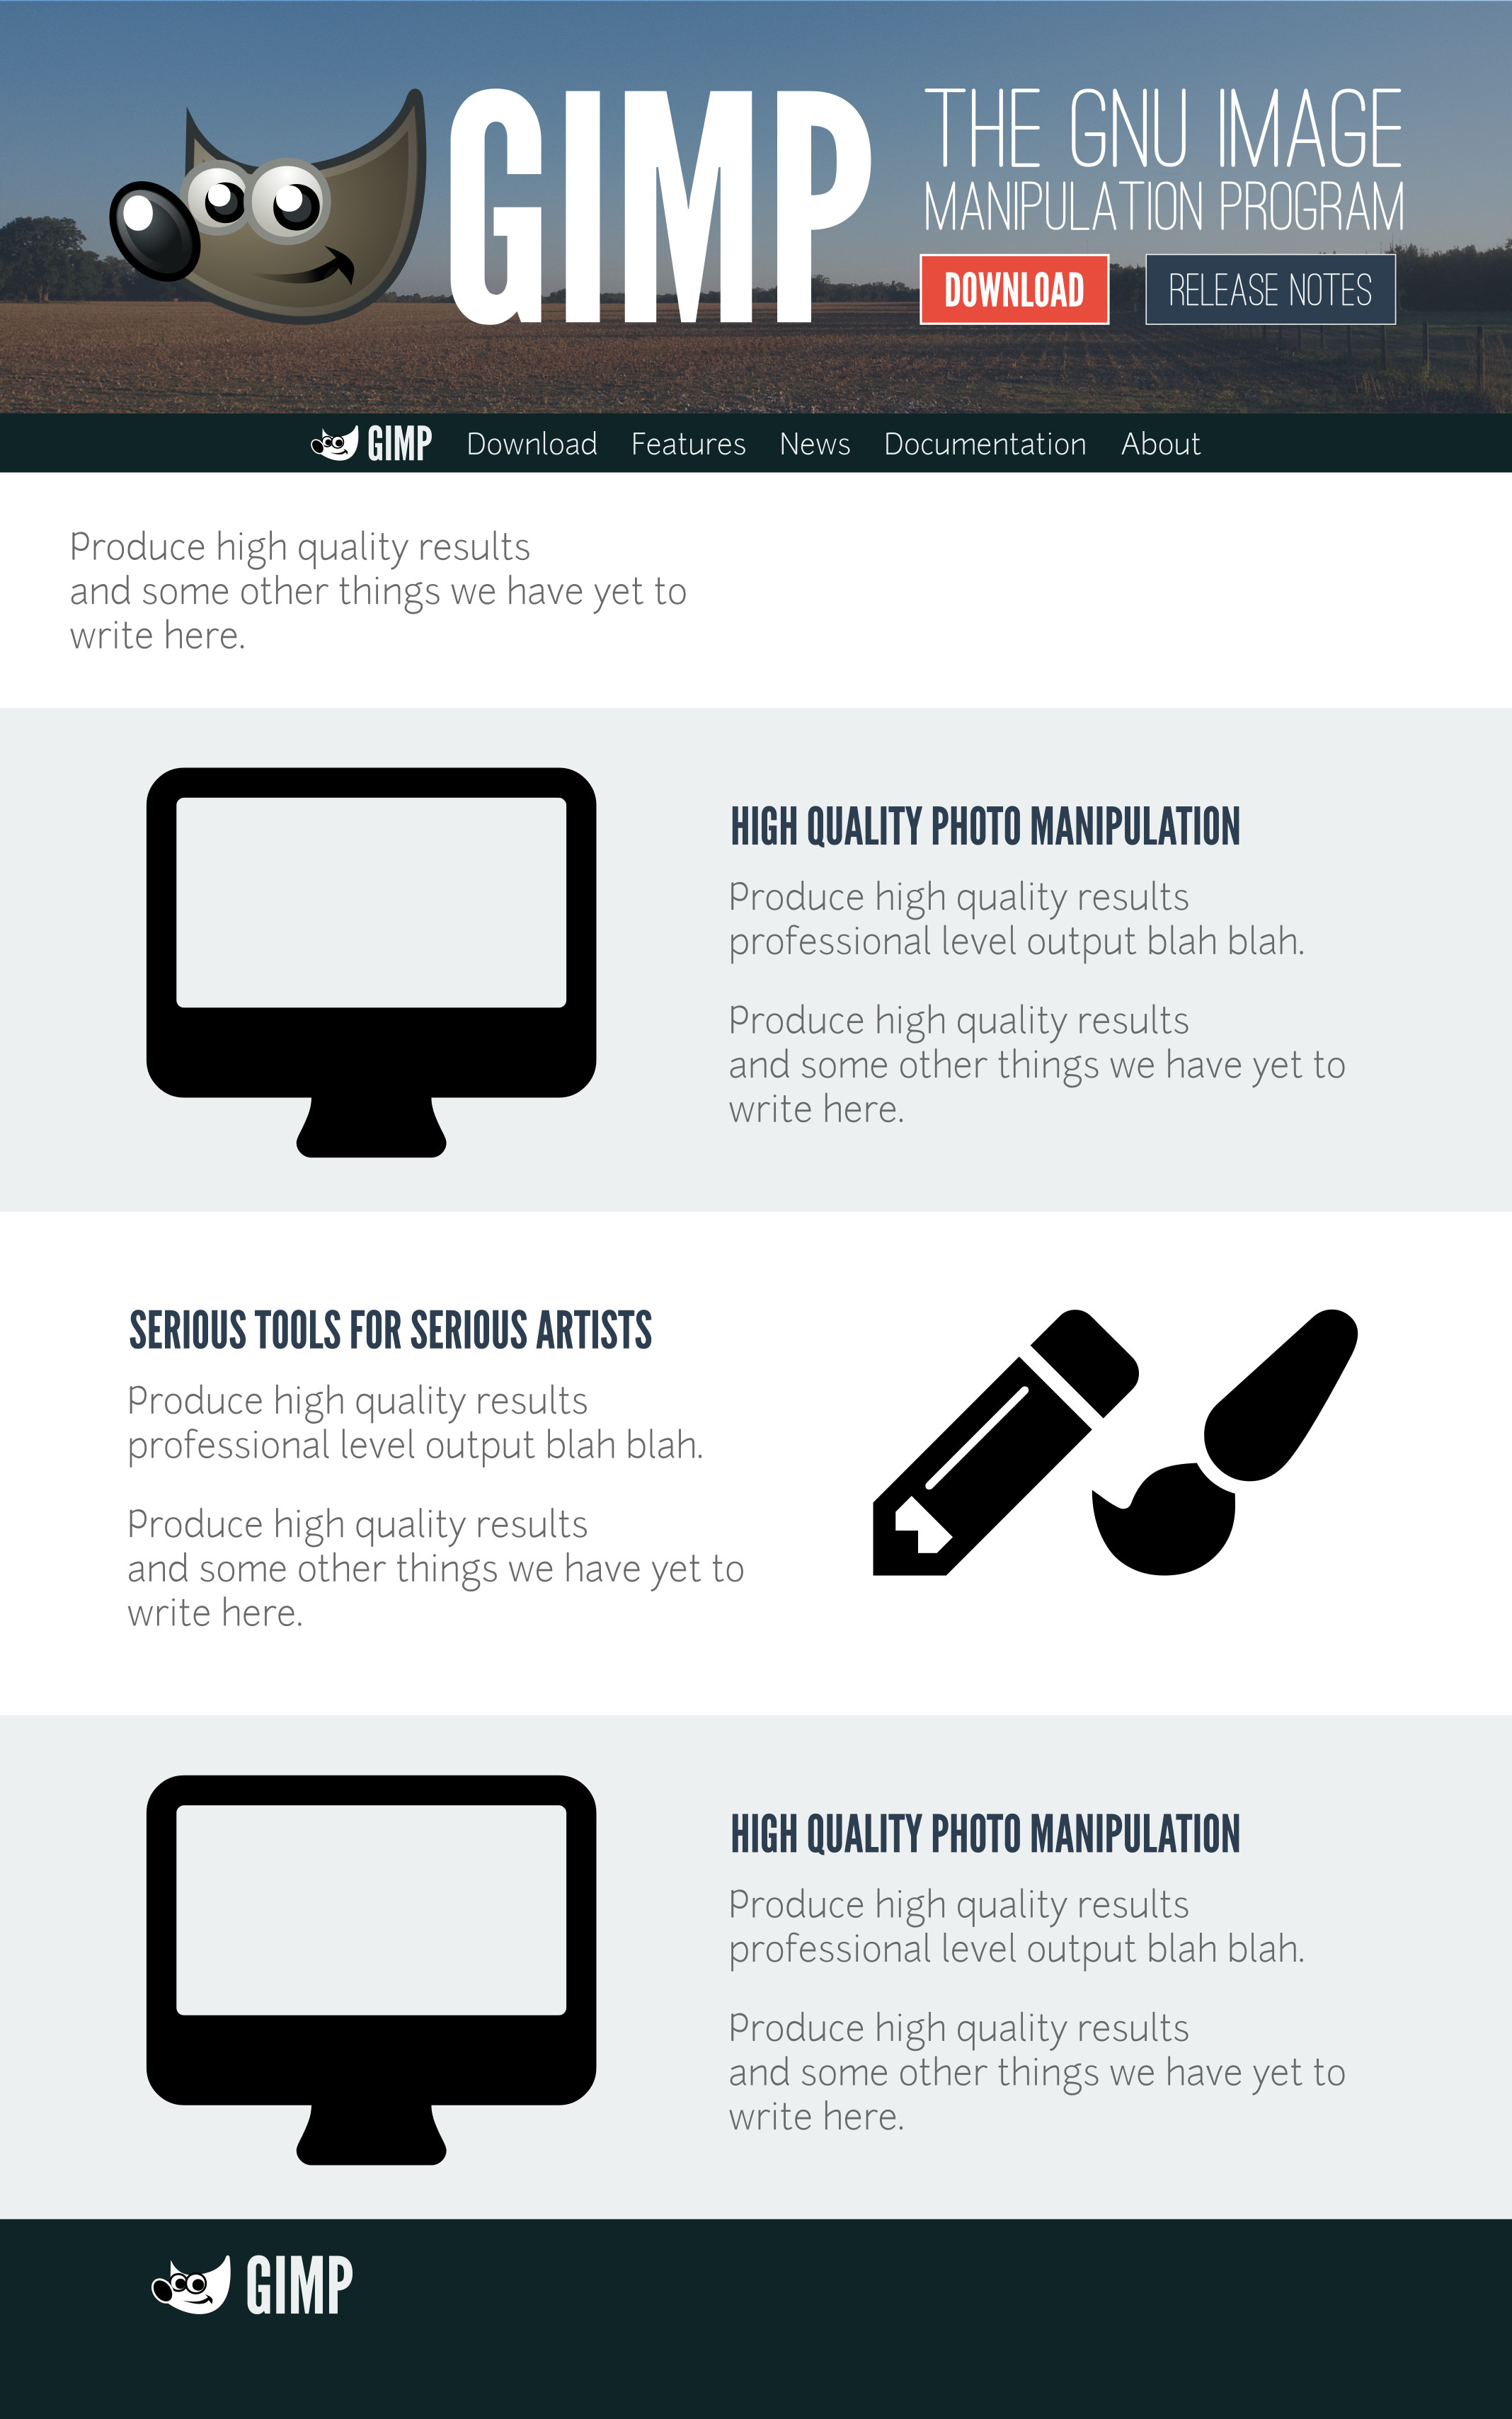 GIMP
THE GNU IMAGE
MANIPULATION PROGRAM
DOWNLOAD RELEASE NOTES
GIMP Download Features News Documentation About
Produce high quality results
and some other things we have yet to
write here.
HIGH QUALITY PHOTO MANIPULATION
Produce high quality results
professional level output blah blah.
Produce high quality results
and some other things we have yet to
write here.
SERIOUS TOOLS FOR SERIOUS ARTISTS
Produce high quality results
professional level output blah blah.
Produce high quality results
and some other things we have yet to
write here.
HIGH QUALITY PHOTO MANIPULATION
Produce high quality results
professional level output blah blah.
Produce high quality results
and some other things we have yet to
write here.
GIMP